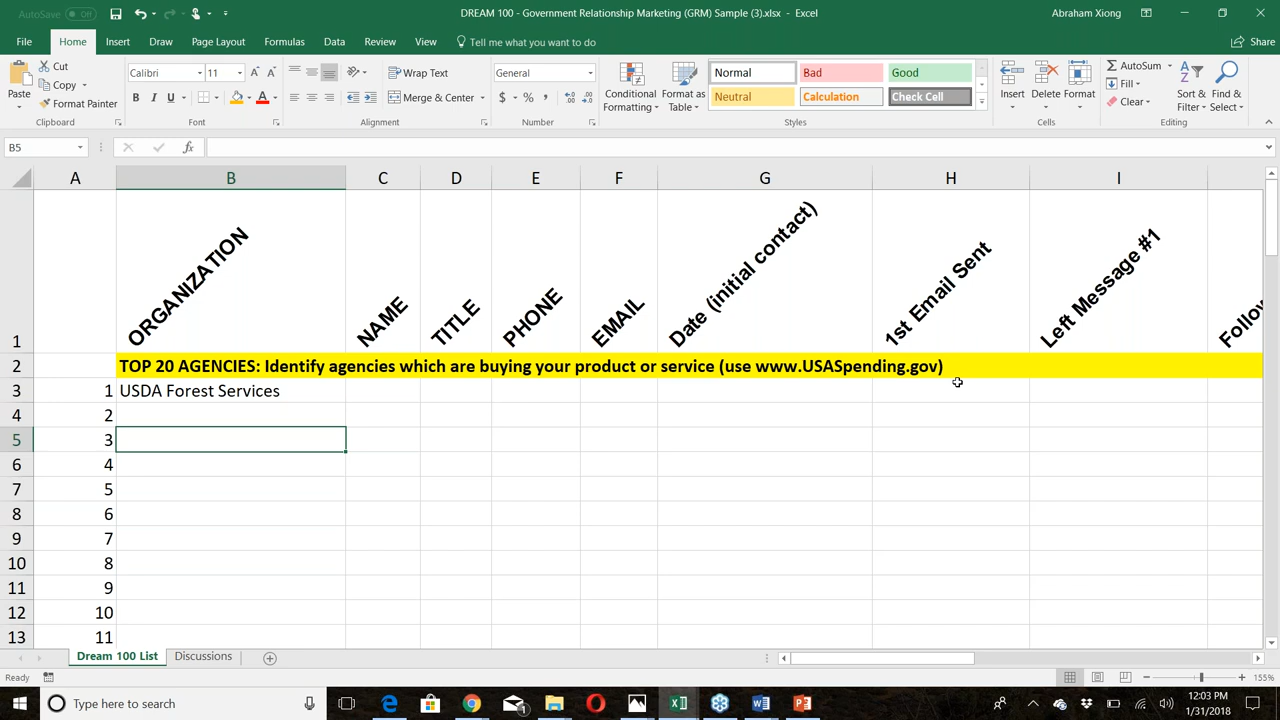 AutoSave Off
DREAM 100 - Government Relationship Marketing (GRM) Sample (3).xlsx - Excel
Abraham Xiong
File Home Insert Draw Page Layout Formulas Data Review View Tell me what you want to do Share
Paste
Cut
Copy
Format Painter
Clipboard
Calibri 11
B I U A
Font
Wrap Text
Merge & Center
Alignment
General
$ % ,
Number
Conditional Formatting
Format as Table
Normal Bad Good
Neutral Calculation Check Cell
Styles
Insert Delete Format
Cells
AutoSum
Fill
Clear
Sort & Filter
Find & Select
Editing
B5 fx
A B C D E F G H I
1 ORGANIZATION NAME TITLE PHONE EMAIL Date (initial contact) 1st Email Sent Left Message #1 Follo
2 TOP 20 AGENCIES: Identify agencies which are buying your product or service (use www.USASpending.gov)
3 1 USDA Forest Services
4 2
5 3
6 4
7 5
8 6
9 7
10 8
11 9
12 10
13 11
Dream 100 List Discussions
Ready 155%
Type here to search
12:03 PM
1/31/2018